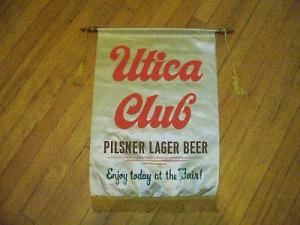 Utica
Club
PILSNER LAGER BEER
Enjoy today at the Fair!